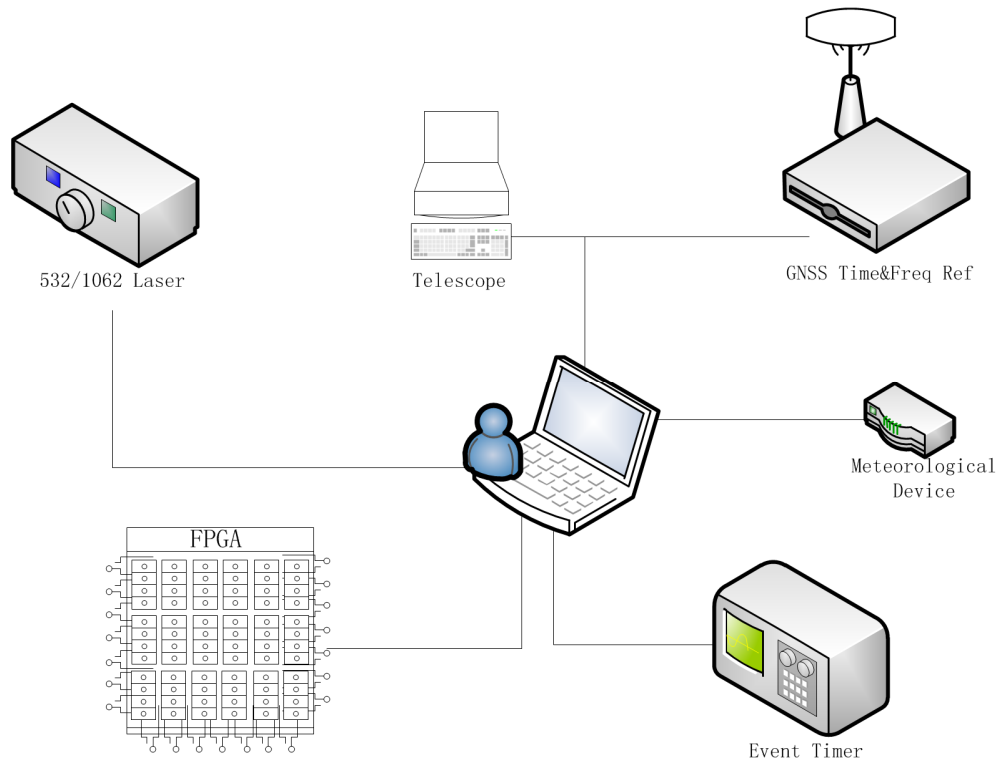 532/1062 Laser
Telescope
GNSS Time&Freq Ref
Meteorological
Device
FPGA
Event Timer